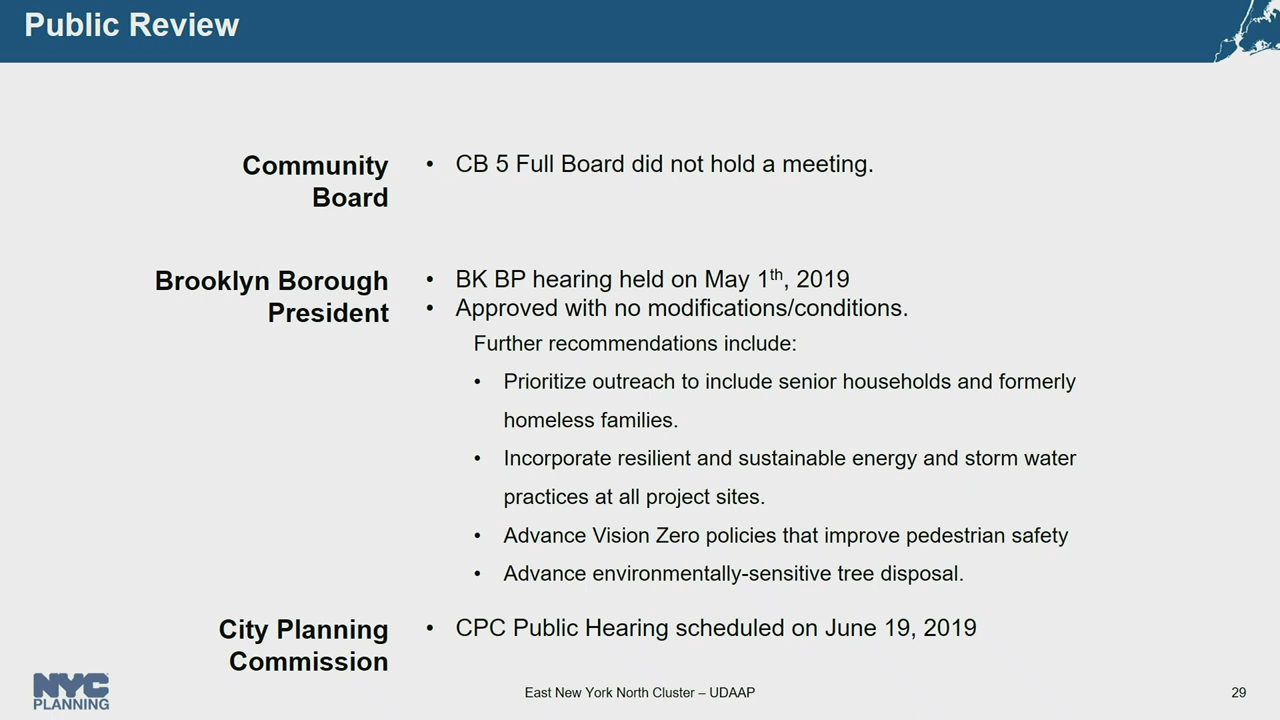 Public Review
Community
Board
• CB 5 Full Board did not hold a meeting.
Brooklyn Borough
President
• BK BP hearing held on May 1th, 2019
• Approved with no modifications/conditions.
Further recommendations include:
• Prioritize outreach to include senior households and formerly
homeless families.
• Incorporate resilient and sustainable energy and storm water
practices at all project sites.
• Advance Vision Zero policies that improve pedestrian safety
• Advance environmentally-sensitive tree disposal.
City Planning
Commission
• CPC Public Hearing scheduled on June 19, 2019
NYC
PLANNING
East New York North Cluster – UDAAP
29